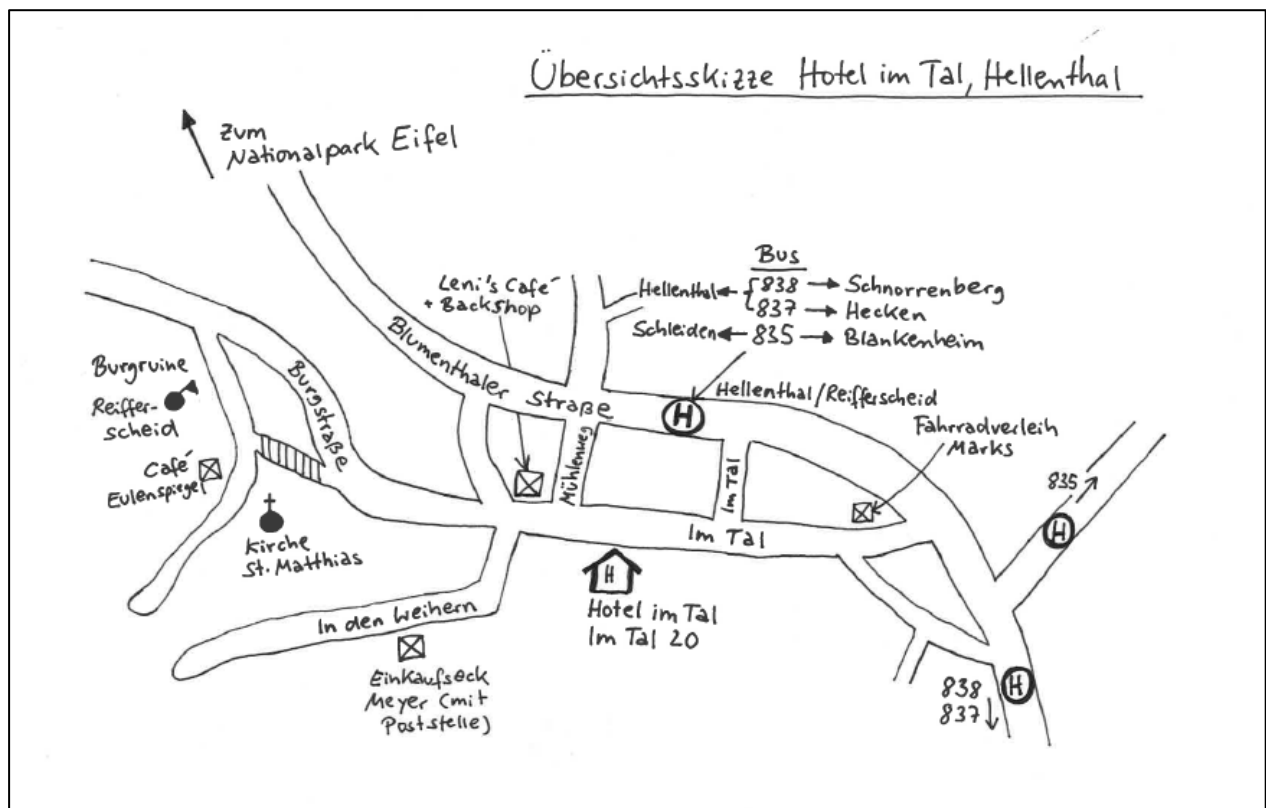 Übersichtsskizze Hotel im Tal, Hellenthal
Zum
Nationalpark Eifel
Bus
Hellenthal 838 Schnorrenberg
837 Hecken
Schleiden 835 Blankenheim
Leni's Café
+ Backshop
Blumenthaler Straße
Hellenthal/Reifferscheid
H
Fahrradverleih
Marks
Burgruine
Reiffer-
scheid
Burgstraße
Café
Eulenspiegel
Mühlenweg
Im Tal
Im Tal
835
H
Kirche
St. Matthias
H
Hotel im Tal
Im Tal 20
In den Weihern
Einkaufseck
Meyer (mit
Poststelle)
838
837
H